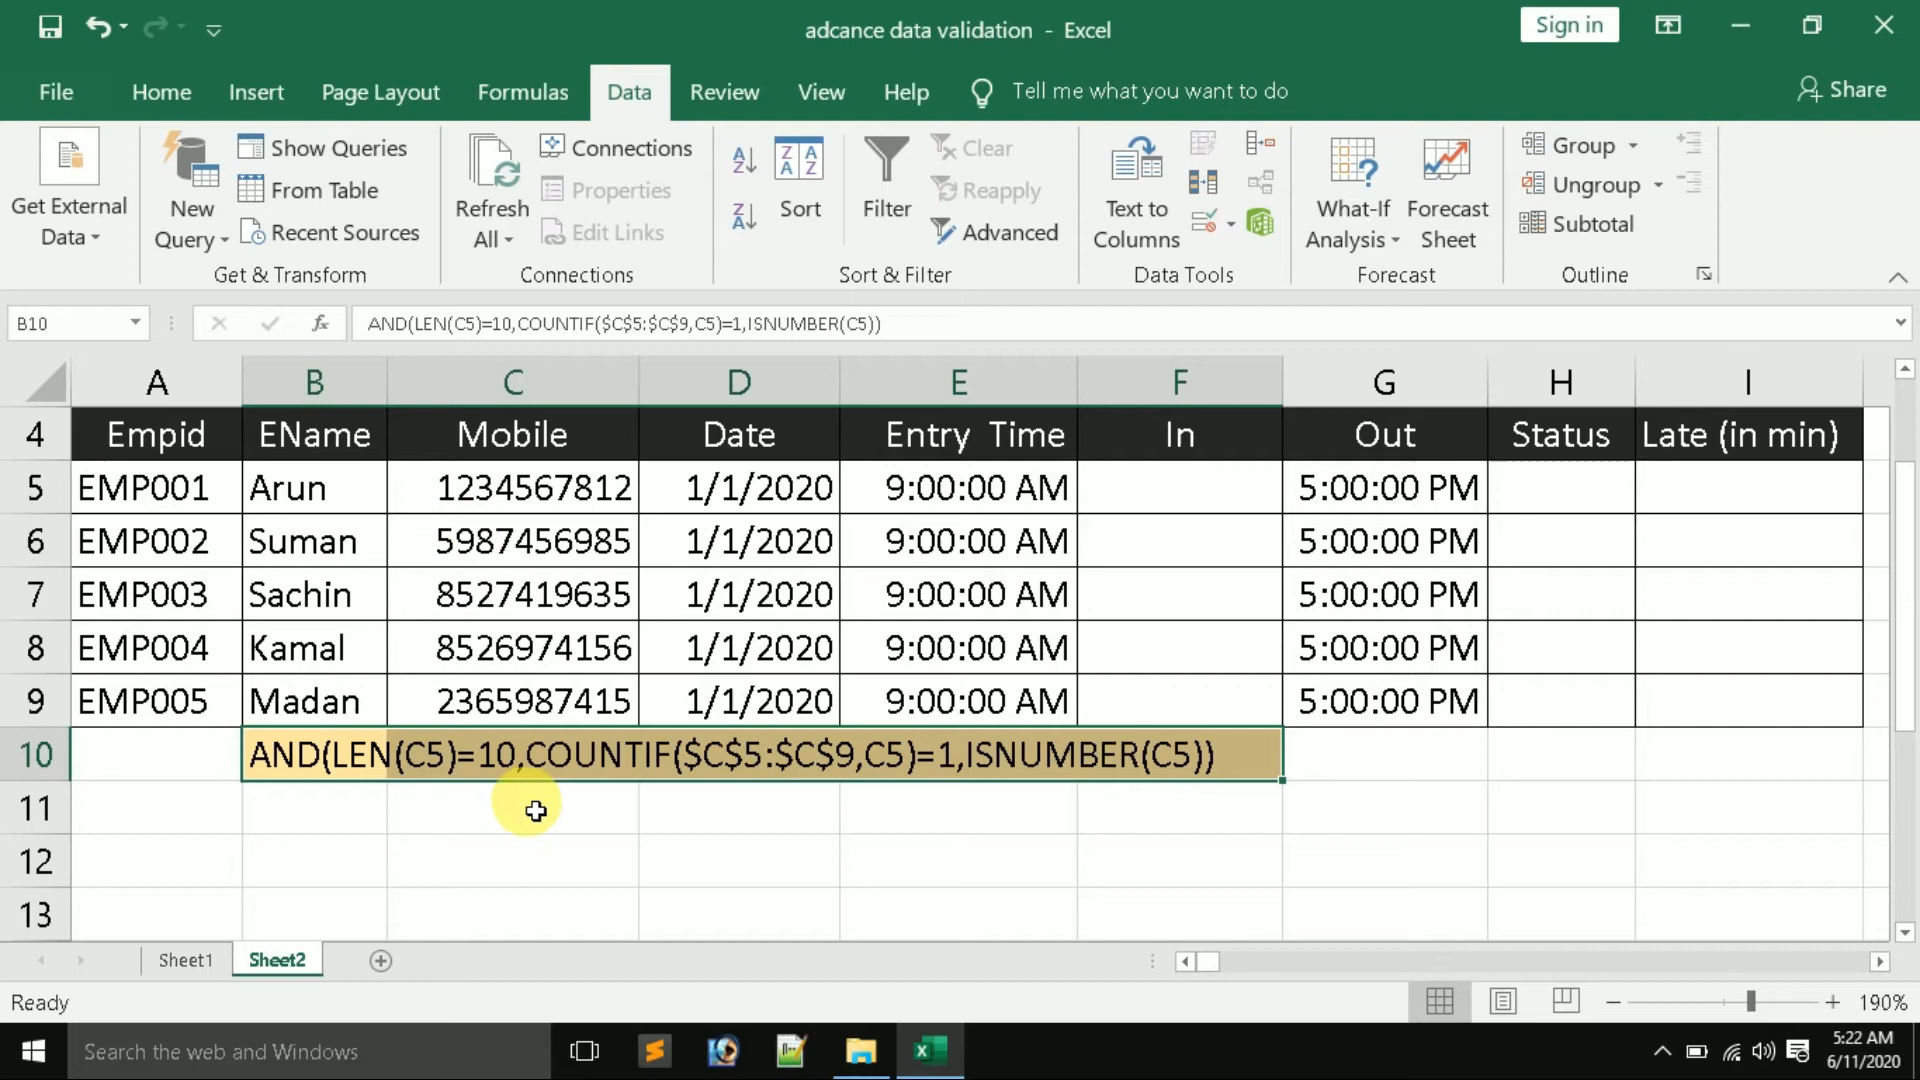 adcance data validation - Excel
Sign in
File Home Insert Page Layout Formulas Data Review View Help Tell me what you want to do Share
Get External Data
New Query
Show Queries
From Table
Recent Sources
Get & Transform
Refresh All
Connections
Properties
Edit Links
Connections
Sort
Filter
Clear
Reapply
Advanced
Sort & Filter
Text to Columns
Data Tools
What-If Analysis
Forecast Sheet
Forecast
Group
Ungroup
Subtotal
Outline
B10 fx AND(LEN(C5)=10,COUNTIF($C$5:$C$9,C5)=1,ISNUMBER(C5))
A B C D E F G H I
4 Empid EName Mobile Date Entry Time In Out Status Late (in min)
5 EMP001 Arun 1234567812 1/1/2020 9:00:00 AM 5:00:00 PM
6 EMP002 Suman 5987456985 1/1/2020 9:00:00 AM 5:00:00 PM
7 EMP003 Sachin 8527419635 1/1/2020 9:00:00 AM 5:00:00 PM
8 EMP004 Kamal 8526974156 1/1/2020 9:00:00 AM 5:00:00 PM
9 EMP005 Madan 2365987415 1/1/2020 9:00:00 AM 5:00:00 PM
10 AND(LEN(C5)=10,COUNTIF($C$5:$C$9,C5)=1,ISNUMBER(C5))
11
12
13
Sheet1 Sheet2
Ready 190%
Search the web and Windows
5:22 AM
6/11/2020